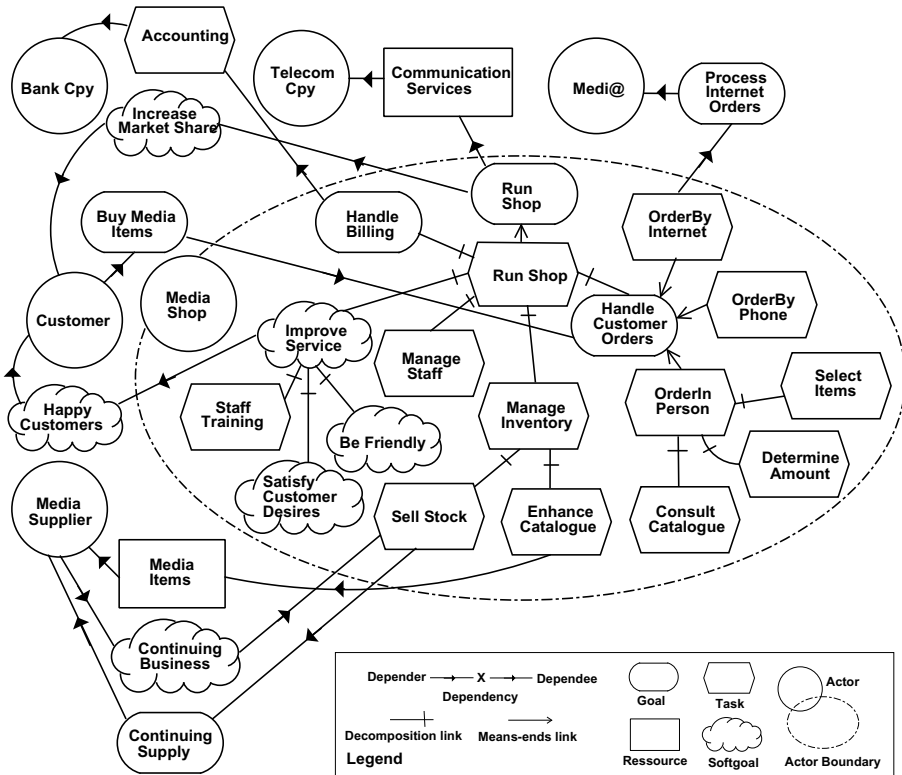 Accounting
Bank Cpy
Telecom
Cpy
Communication
Services
Medi@
Process
Internet
Orders
Increase
Market Share
Buy Media
Items
Handle
Billing
Run
Shop
OrderBy
Internet
Customer
Media
Shop
Improve
Service
Run Shop
Handle
Customer
Orders
OrderBy
Phone
Manage
Staff
Happy
Customers
Staff
Training
Be Friendly
Manage
Inventory
OrderIn
Person
Select
Items
Determine
Amount
Media
Supplier
Satisfy
Customer
Desires
Sell Stock
Enhance
Catalogue
Consult
Catalogue
Media
Items
Continuing
Business
Continuing
Supply
Depender
X
Dependee
Dependency
Decomposition link
Means-ends link
Legend
Goal
Task
Actor
Ressource
Softgoal
Actor Boundary